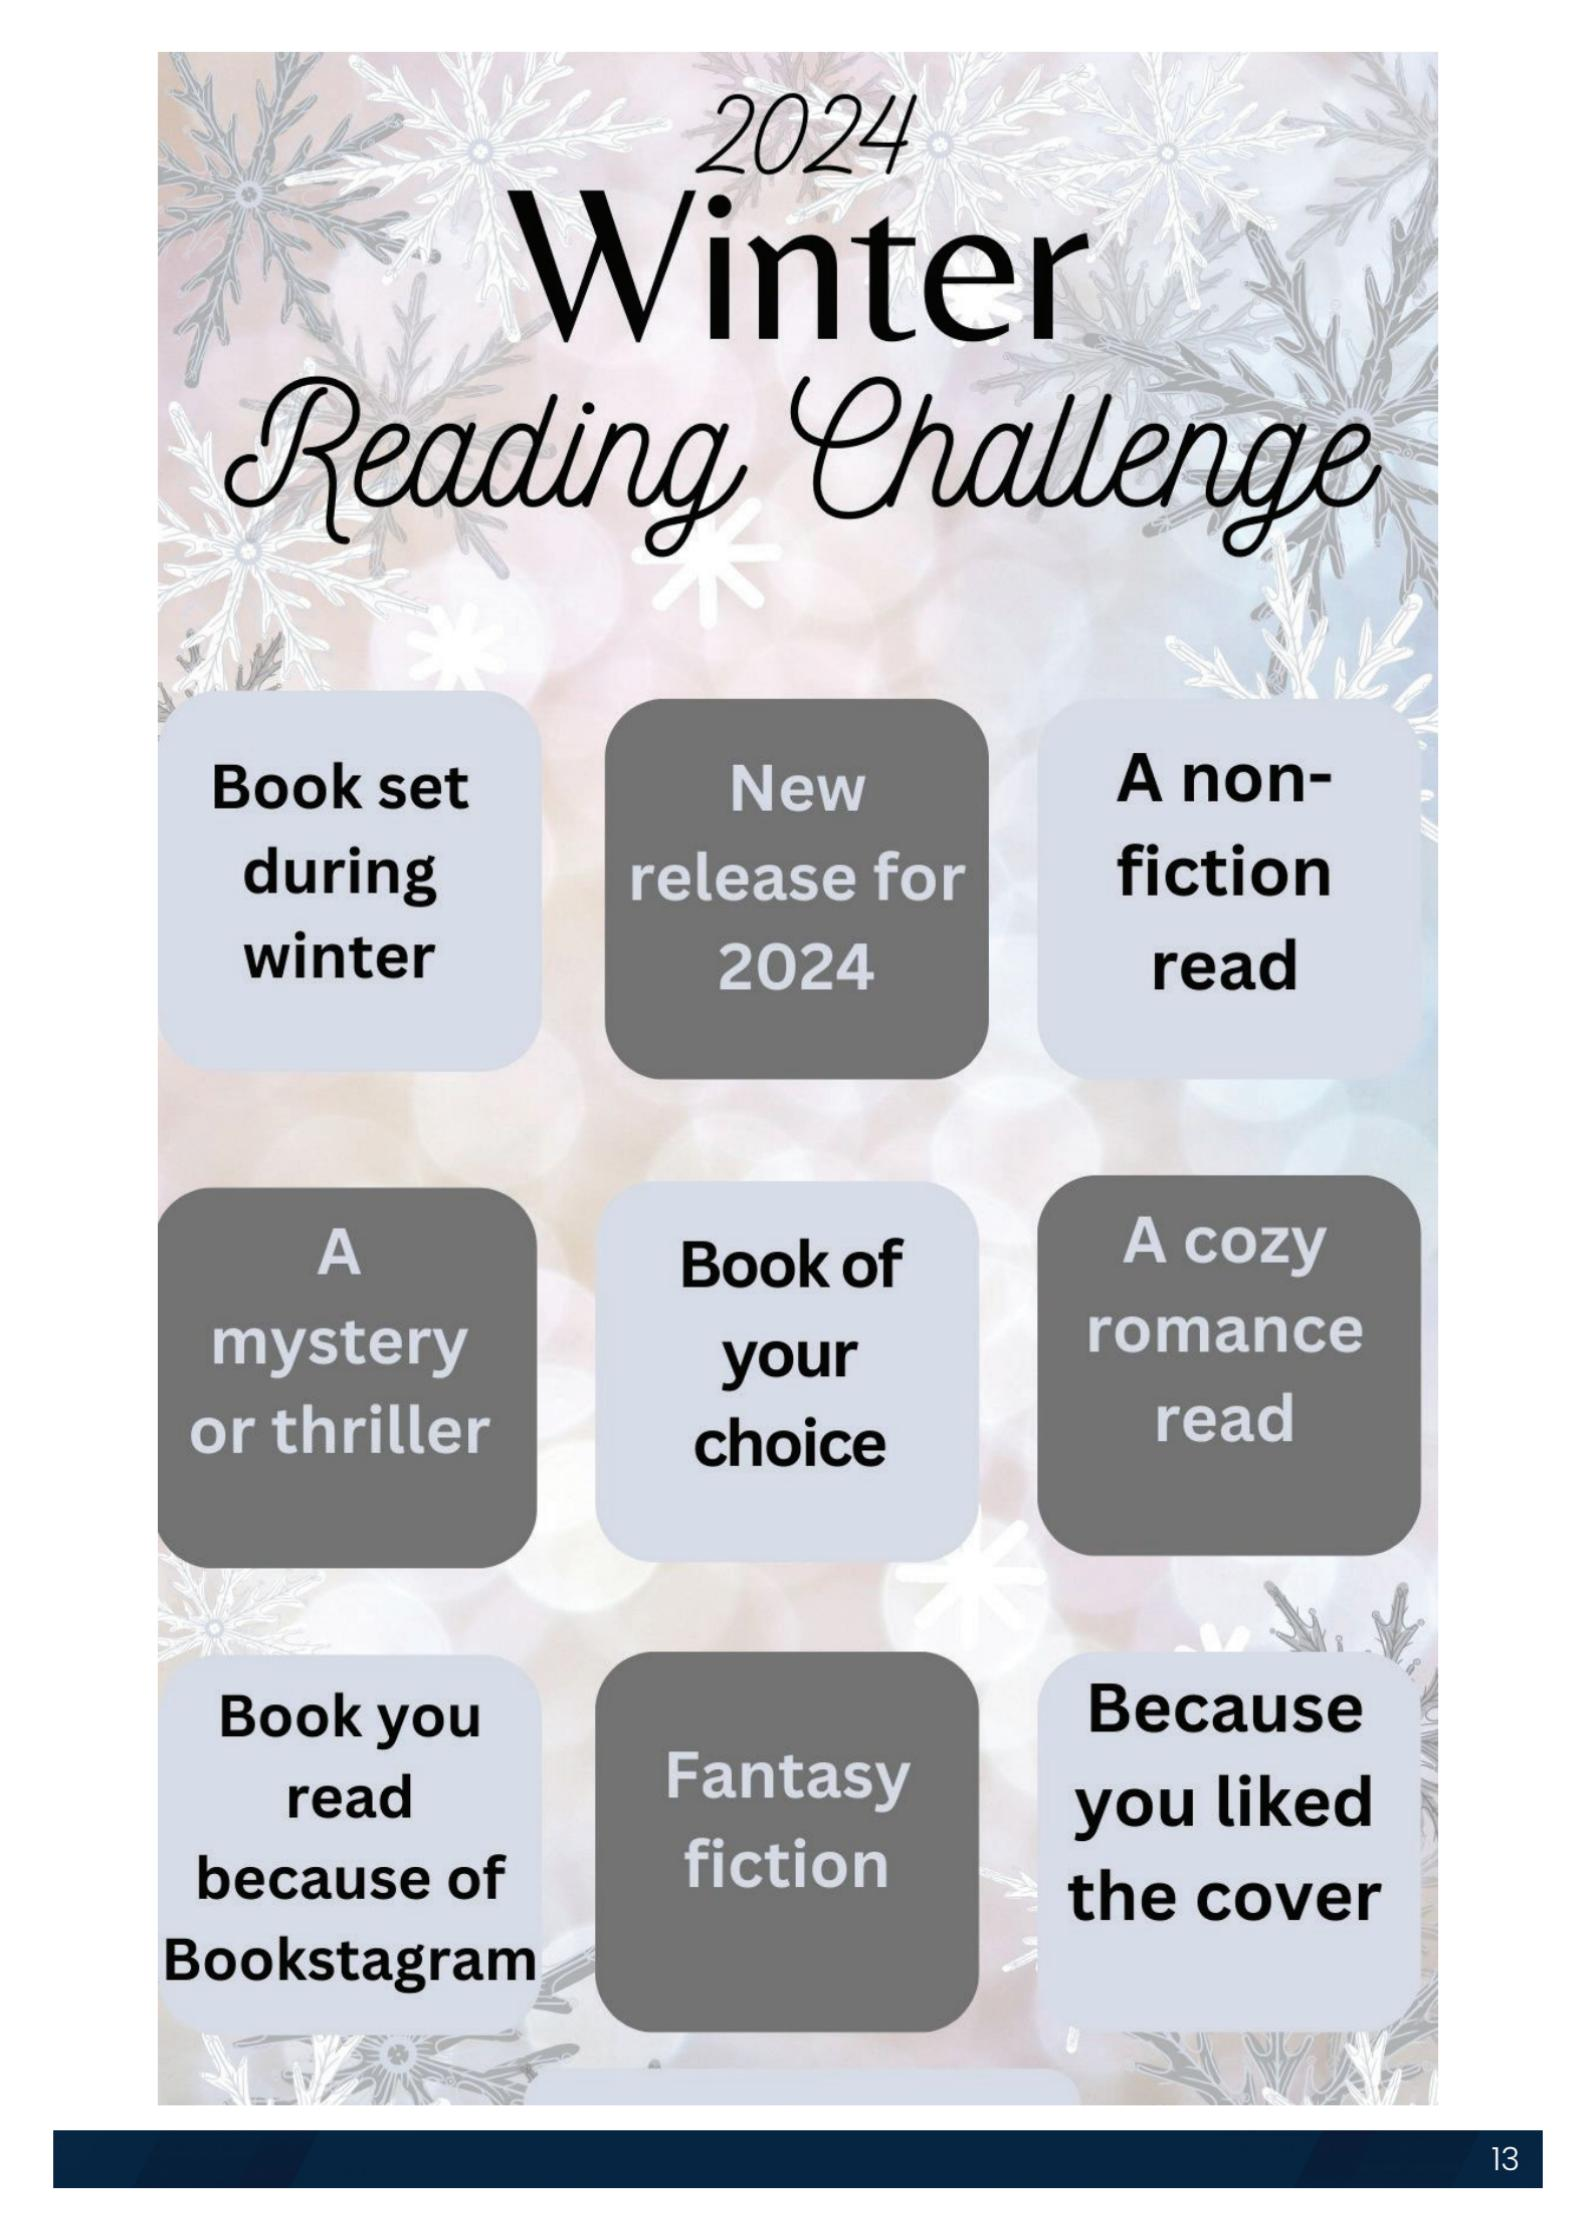 2024
Winter
Reading Challenge
Book set
during
winter
New
release for
2024
A non-
fiction
read
A
mystery
or thriller
Book of
your
choice
A cozy
romance
read
Book you
read
because of
Bookstagram
Fantasy
fiction
Because
you liked
the cover
13